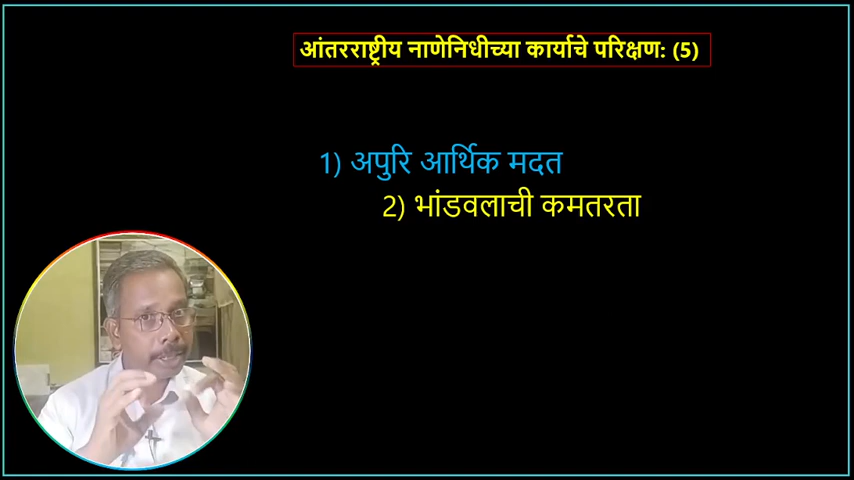 आंतरराष्ट्रीय नाणेनिधीच्या कार्याचे परिक्षण: (5)
1) अपुरि आर्थिक मदत
2) भांडवलाची कमतरता